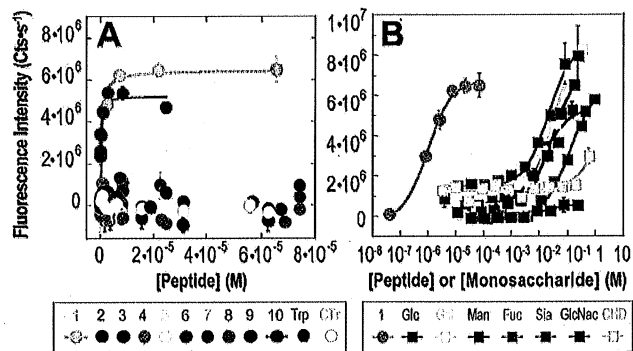 A
B
Fluorescence Intensity (Cts•s⁻¹)
8•10⁶
6•10⁶
4•10⁶
2•10⁶
0
0 2•10⁻⁵ 4•10⁻⁵ 6•10⁻⁵ 8•10⁻⁵
[Peptide] (M)
1•10⁷
8•10⁶
6•10⁶
4•10⁶
2•10⁶
0
10⁻⁸ 10⁻⁷ 10⁻⁶ 10⁻⁵ 10⁻⁴ 10⁻³ 10⁻² 10⁻¹ 1 10
[Peptide] or [Monosaccharide] (M)
1 2 3 4 5 6 7 8 9 10 Trp CTr
1 Glc Man Fuc Sia GlcNac CHD